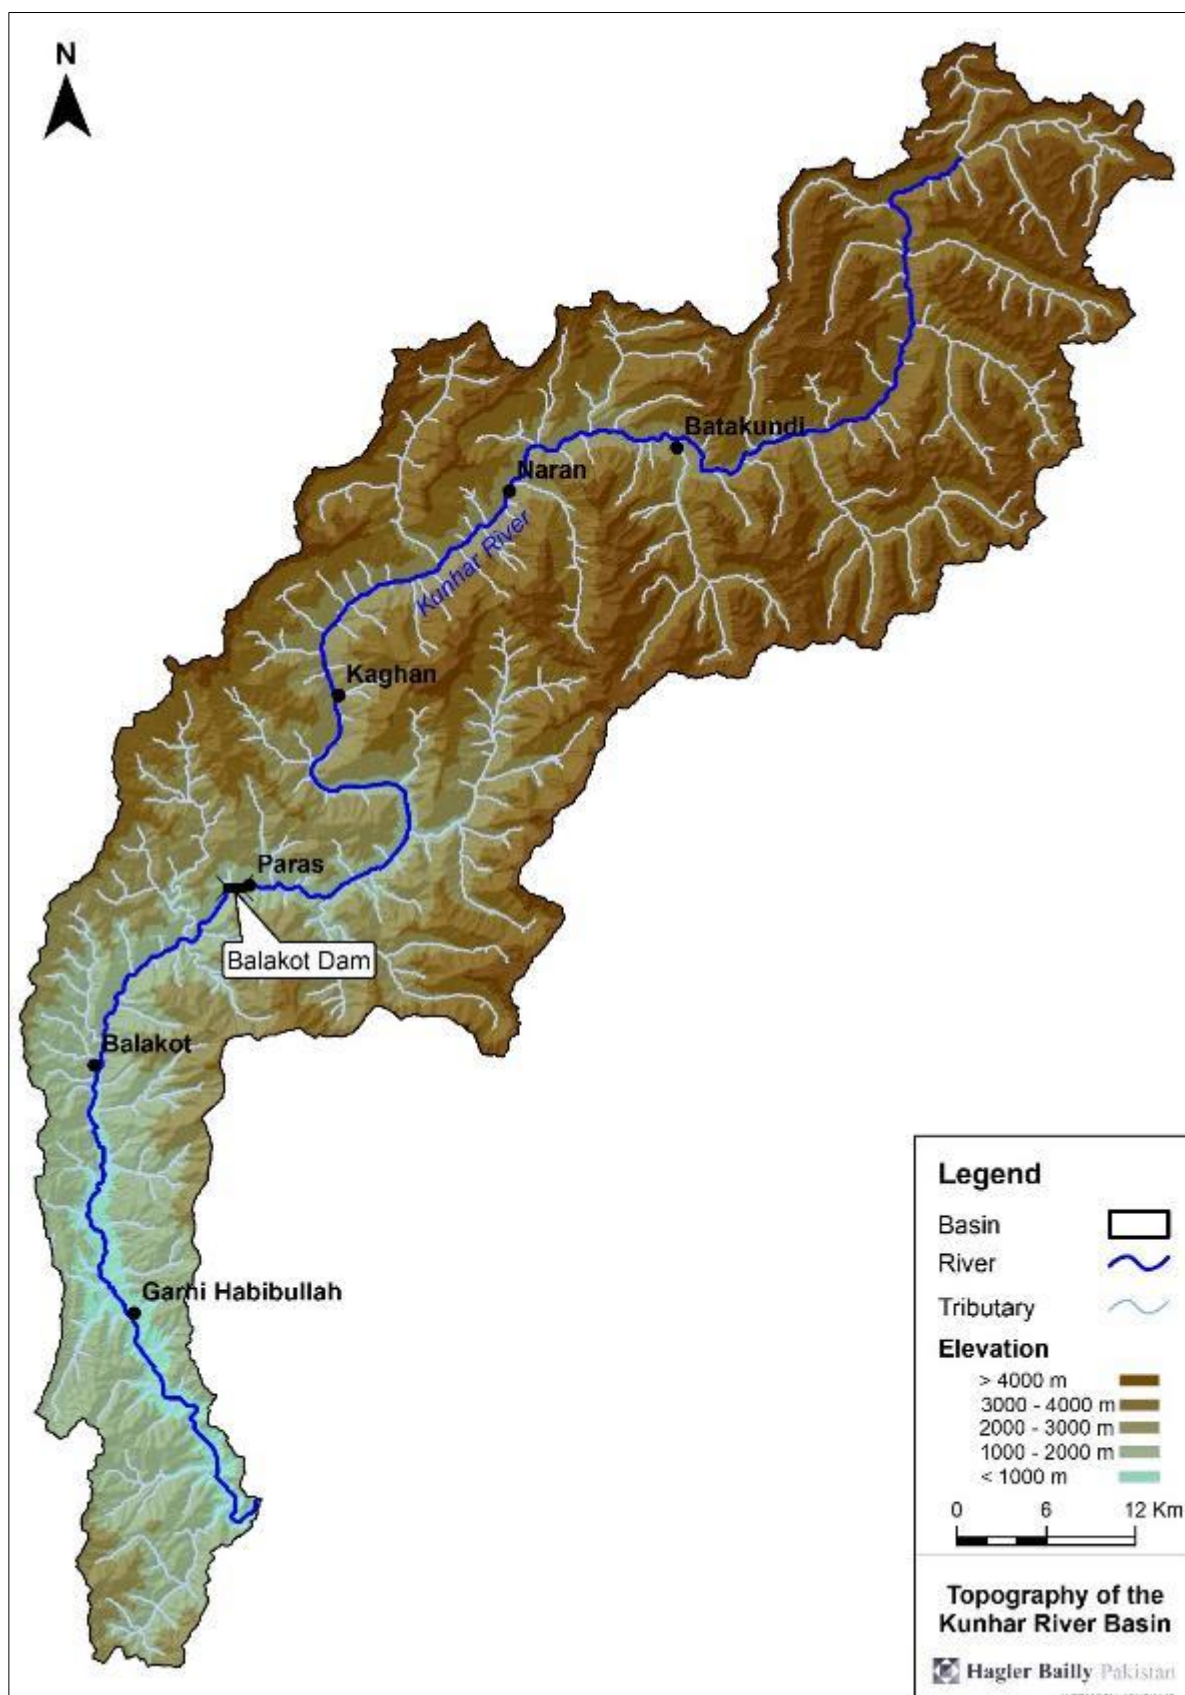 N
Batakundi
Naran
Kunhar River
Kaghan
Paras
Balakot Dam
Balakot
Garhi Habibullah
Legend
Basin
River
Tributary
Elevation
> 4000 m
3000 - 4000 m
2000 - 3000 m
1000 - 2000 m
< 1000 m
0 6 12 Km
Topography of the
Kunhar River Basin
Hagler Bailly Pakistan